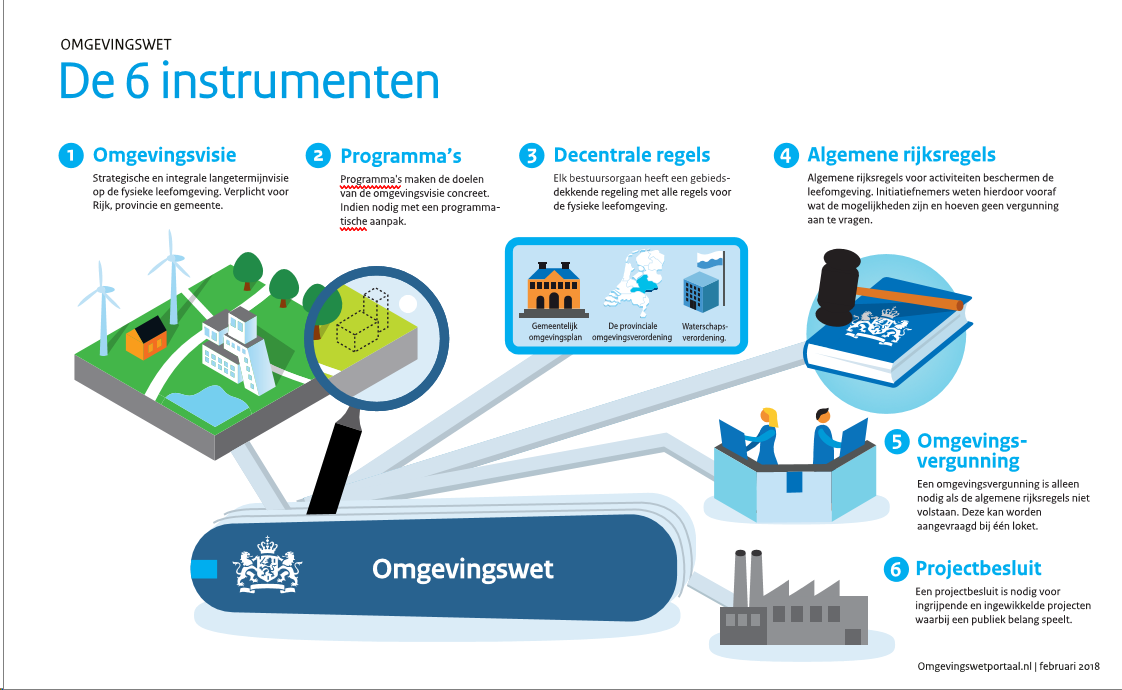 OMGEVINGSWET
De 6 instrumenten
1 Omgevingsvisie
Strategische en integrale langetermijnvisie
op de fysieke leefomgeving. Verplicht voor
Rijk, provincie en gemeente.
2 Programma's
Programma's maken de doelen
van de omgevingsvisie concreet.
Indien nodig met een programma-
tische aanpak.
3 Decentrale regels
Elk bestuursorgaan heeft een gebieds-
dekkende regeling met alle regels voor
de fysieke leefomgeving.
Gemeentelijk
omgevingsplan
De provinciale
omgevingsverordening
Waterschaps-
verordening.
4 Algemene rijksregels
Algemene rijksregels voor activiteiten beschermen de
leefomgeving. Initiatiefnemers weten hierdoor vooraf
wat de mogelijkheden zijn en hoeven geen vergunning
aan te vragen.
5 Omgevings-
vergunning
Een omgevingsvergunning is alleen
nodig als de algemene rijksregels niet
volstaan. Deze kan worden
aangevraagd bij één loket.
6 Projectbesluit
Een projectbesluit is nodig voor
ingrijpende en ingewikkelde projecten
waarbij een publiek belang speelt.
Omgevingswet
Omgevingswetportaal.nl | februari 2018